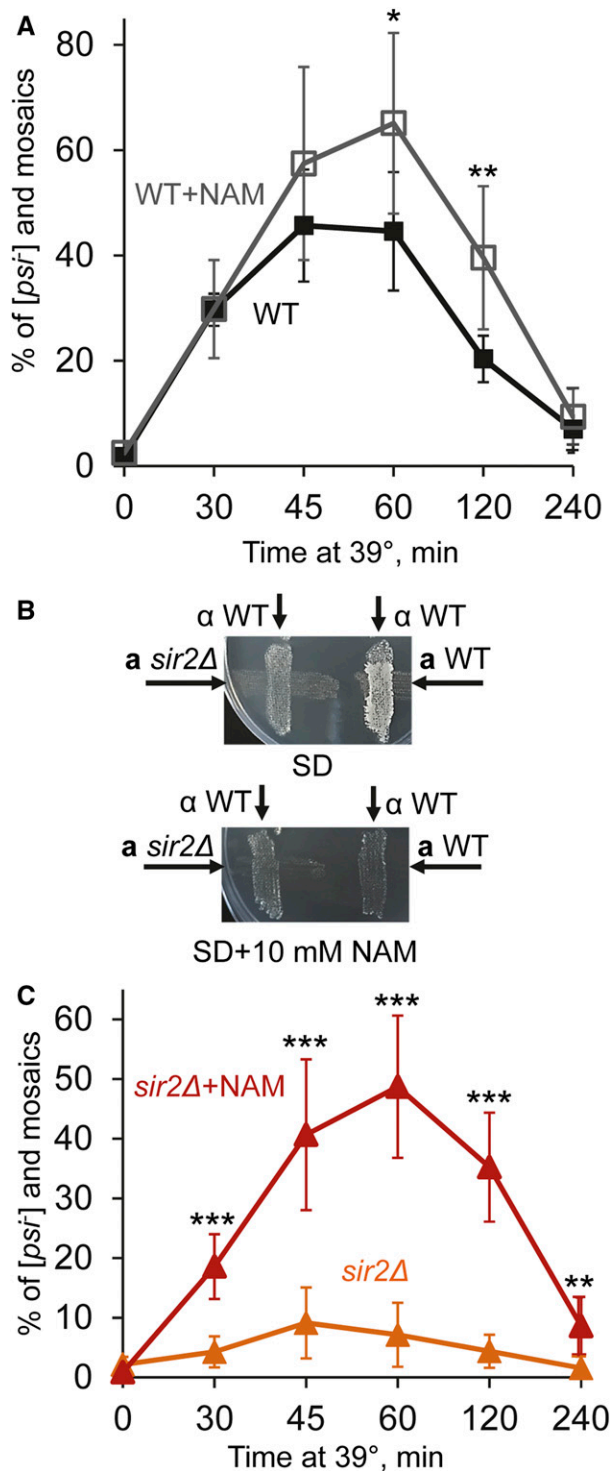 A
% of [psi-] and mosaics
80
60
40
20
0
*
**
WT+NAM
WT
0 30 45 60 120 240
Time at 39°, min
B
α WT α WT
a sir2Δ a WT
SD
α WT α WT
a sir2Δ a WT
SD+10 mM NAM
C
% of [psi-] and mosaics
60
50
40
30
20
10
0
*** *** *** *** *** **
sir2Δ+NAM
sir2Δ
0 30 45 60 120 240
Time at 39°, min